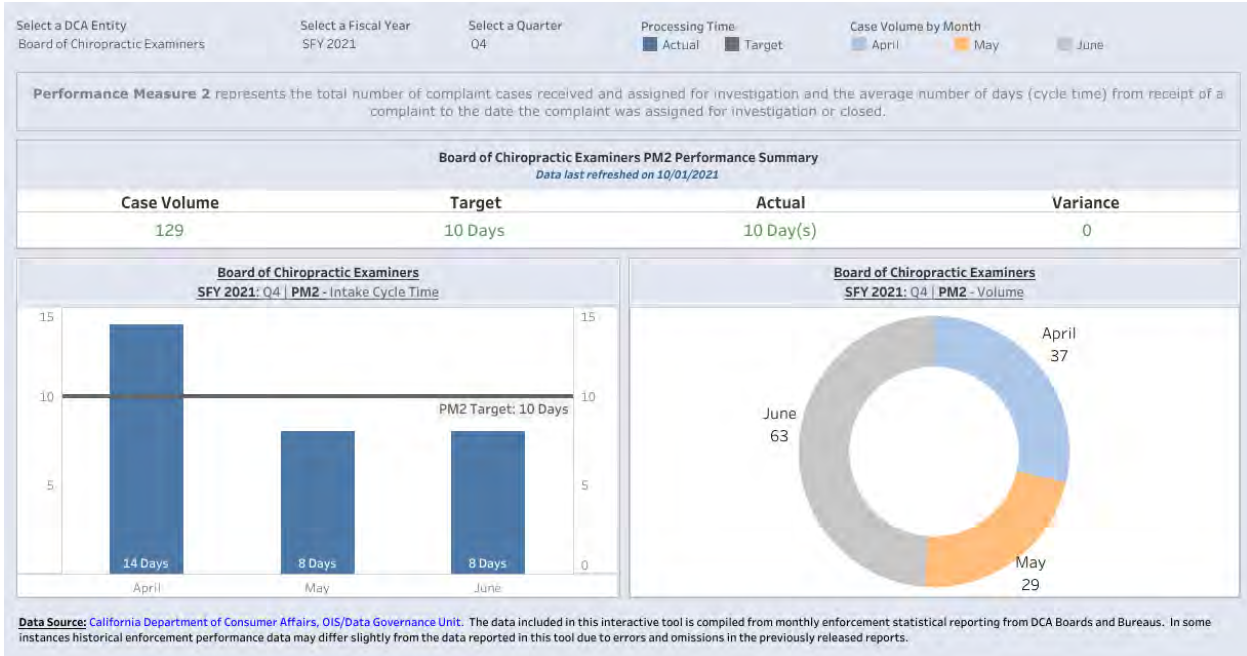 Select a DCA Entity
Board of Chiropractic Examiners
Select a Fiscal Year
SFY 2021
Select a Quarter
Q4
Processing Time
Actual Target
Case Volume by Month
April May June
Performance Measure 2 represents the total number of complaint cases received and assigned for investigation and the average number of days (cycle time) from receipt of a
complaint to the date the complaint was assigned for investigation or closed.
Board of Chiropractic Examiners PM2 Performance Summary
Data last refreshed on 10/01/2021
Case Volume Target Actual Variance
129 10 Days 10 Day(s) 0
Board of Chiropractic Examiners
SFY 2021: Q4 | PM2 - Intake Cycle Time
15 15
10 10
PM2 Target: 10 Days
5 5
14 Days 8 Days 8 Days 0
April May June
Board of Chiropractic Examiners
SFY 2021: Q4 | PM2 - Volume
April
37
June
63
May
29
Data Source: California Department of Consumer Affairs, OIS/Data Governance Unit. The data included in this interactive tool is compiled from monthly enforcement statistical reporting from DCA Boards and Bureaus. In some
instances historical enforcement performance data may differ slightly from the data reported in this tool due to errors and omissions in the previously released reports.